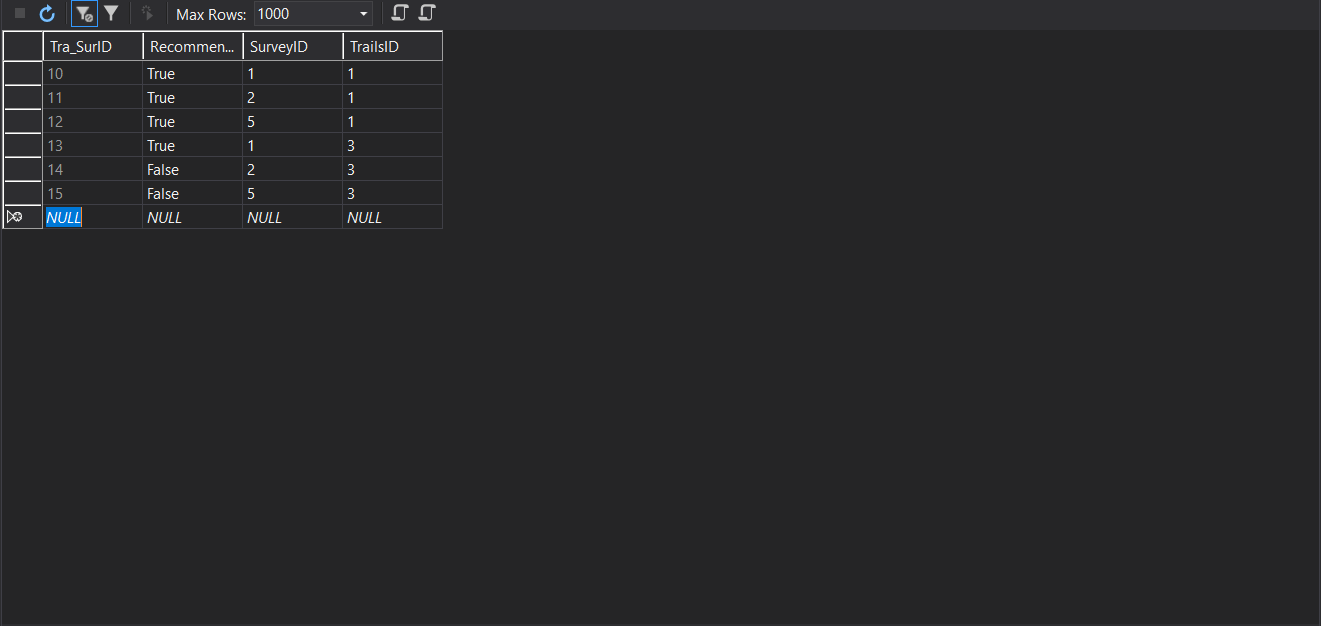 Max Rows: 1000
Tra_SurID Recommen... SurveyID TrailsID
10 True 1 1
11 True 2 1
12 True 5 1
13 True 1 3
14 False 2 3
15 False 5 3
NULL NULL NULL NULL